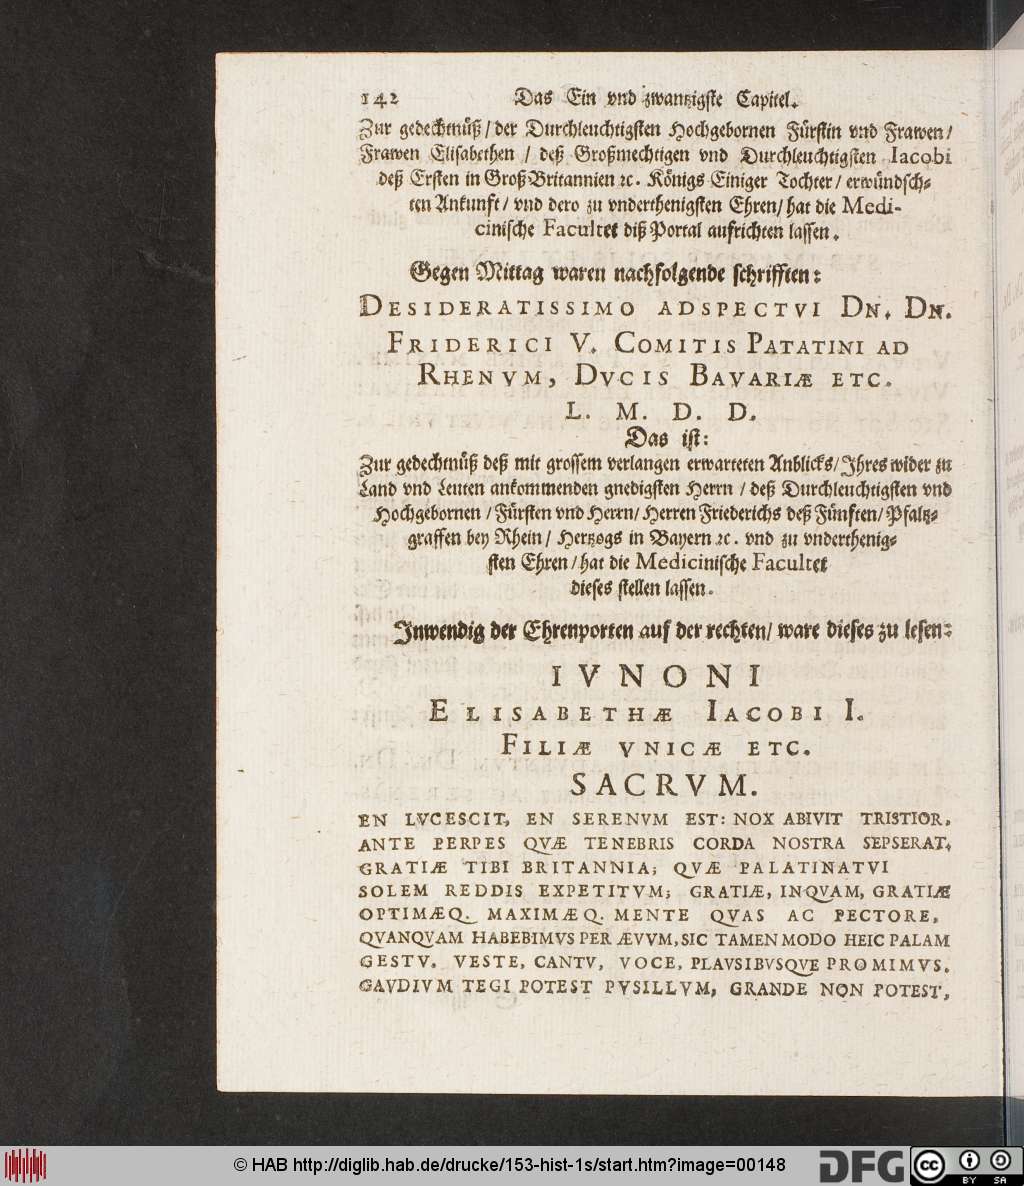 142 Das Ein vnd zwantzigste Capitel.
Zur gedechtnüß / der Durchleuchtigsten Hochgebornen Fürstin vnd Frawen /
Frawen Elisabethen / deß Großmechtigen vnd Durchleuchtigsten Iacobi
deß Ersten in Groß-Britannien ꝛc. Königs Einiger Tochter / erwündsch-
ten Ankunft / vnd dero zu vnderthenigsten Ehren / hat die Medi-
cinische Facultet diß Portal aufrichten lassen.
Gegen Mittag waren nachfolgende schrifften:
DESIDERATISSIMO ADSPECTVI DN. DN.
FRIDERICI V. COMITIS PATATINI AD
RHENVM, DVCIS BAVARIÆ ETC.
L. M. D. D.
Das ist:
Zur gedechtnüß deß mit grossem verlangen erwarteten Anblicks / Ihres wider zu
Land vnd Leuten ankommenden gnedigsten Herrn / deß Durchleuchtigsten vnd
Hochgebornen / Fürsten vnd Herrn / Herren Friederichs deß Fünften / Pfaltz-
graffen bey Rhein / Hertzogs in Bayern ꝛc. vnd zu vnderthenig-
sten Ehren / hat die Medicinische Facultet
dieses stellen lassen.
Inwendig der Ehrenporten auf der rechten / ware dieses zu lesen:
IVNONI
ELISABETHÆ IACOBI I.
FILIÆ VNICÆ ETC.
SACRVM.
EN LVCESCIT, EN SERENVM EST: NOX ABIVIT TRISTIOR,
ANTE PERPES QVÆ TENEBRIS CORDA NOSTRA SEPSERAT.
GRATIÆ TIBI BRITANNIA; QVÆ PALATINATVI
SOLEM REDDIS EXPETITVM; GRATIÆ, INQVAM, GRATIÆ
OPTIMÆQ. MAXIMÆQ. MENTE QVAS AC PECTORE,
QVANQVAM HABEBIMVS PER ÆVVM, SIC TAMEN MODO HEIC PALAM
GESTV. VESTE, CANTV, VOCE, PLAVSIBVSQVE PROMIMVS.
GAVDIVM TEGI POTEST PVSILLVM, GRANDE NON POTEST,
© HAB http://diglib.hab.de/drucke/153-hist-1s/start.htm?image=00148
DFG
cc BY SA